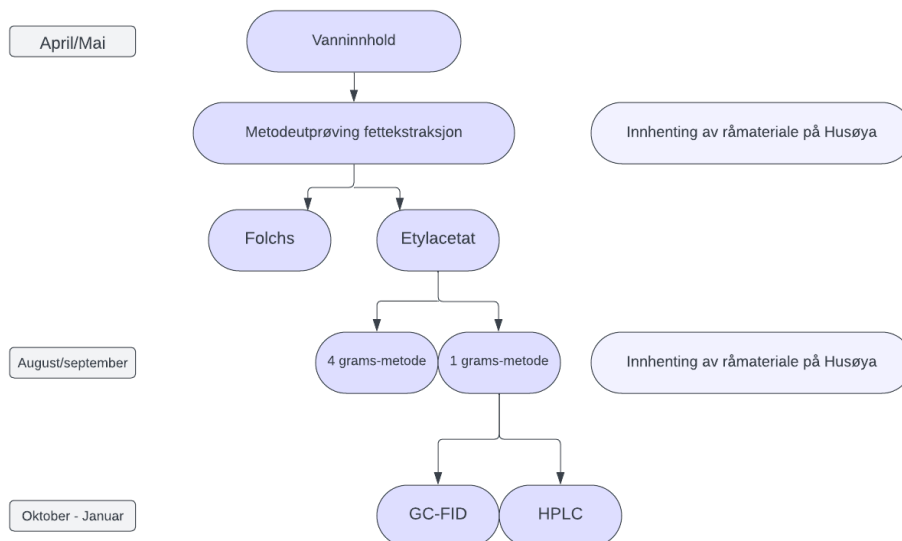 April/Mai
Vanninnhold
Metodeutprøving fettekstraksjon
Innhenting av råmateriale på Husøya
Folchs
Etylacetat
August/september
4 grams-metode
1 grams-metode
Innhenting av råmateriale på Husøya
Oktober - Januar
GC-FID
HPLC